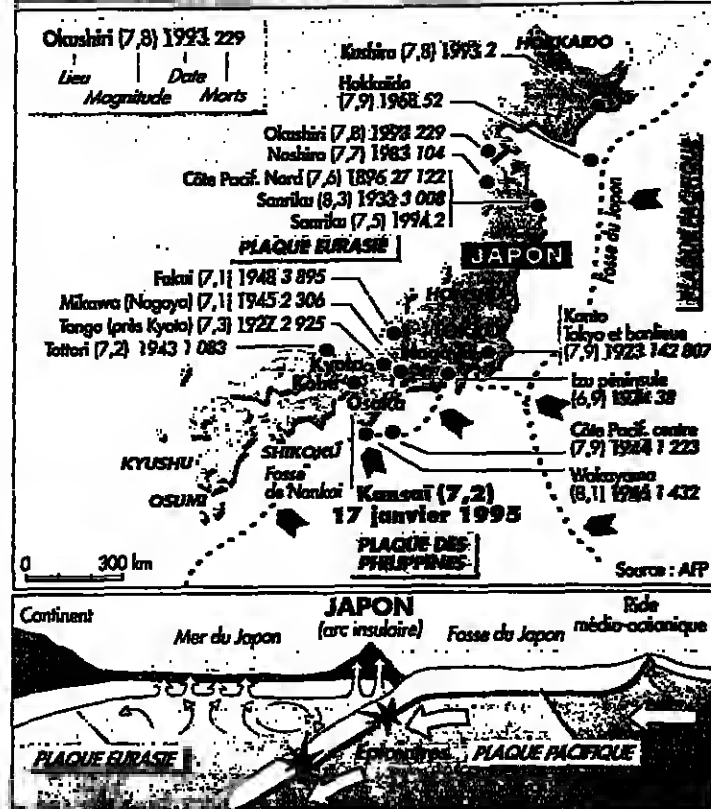 Okushiri (7,8) 1993 229
Lieu
Date
Magnitude
Morts
HOKKAIDO
Kushiro (7,8) 1993 2
Hokkaido
(7,9) 1968 52
Okushiri (7,8) 1993 229
Noshiro (7,7) 1983 104
Côte Pacif. Nord (7,6) 1896 27 122
Sanriku (8,3) 1933 3 008
Sanriku (7,5) 1994 2
Fosse du Japon
PLAQUE PACIFIQUE
PLAQUE EURASIE
JAPON
Fukui (7,1) 1948 3 895
Mikawa (Nagoya) (7,1) 1945 2 306
Tango (près Kyoto) (7,3) 1927 2 925
Tottori (7,2) 1943 1 083
Kanto
Tokyo et banlieue
(7,9) 1923 142 807
Kyoto
Nagoya
Kobe
Osaka
Izu péninsule
(6,9) 38
Côte Pacif. centre
(7,9) 1944 1 223
Wakayama
(8,1) 1946 1 432
SHIKOKU
KYUSHU
Fosse
de Nankai
OSUMI
Kansaï (7,2)
17 janvier 1995
PLAQUE DES
PHILIPPINES
0 300 km
Source : AFP
Continent
Mer du Japon
JAPON
(arc insulaire)
Fosse du Japon
Ride
médio-océanique
PLAQUE EURASIE
Epicentres
PLAQUE PACIFIQUE